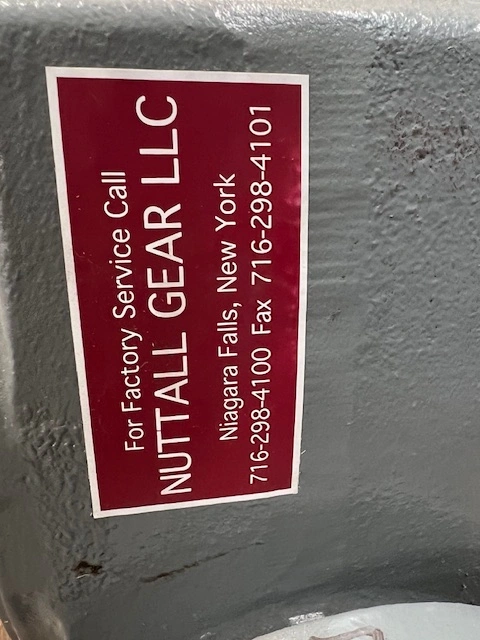 For Factory Service Call
NUTTALL GEAR LLC
Niagara Falls, New York
716-298-4100 Fax 716-298-4101